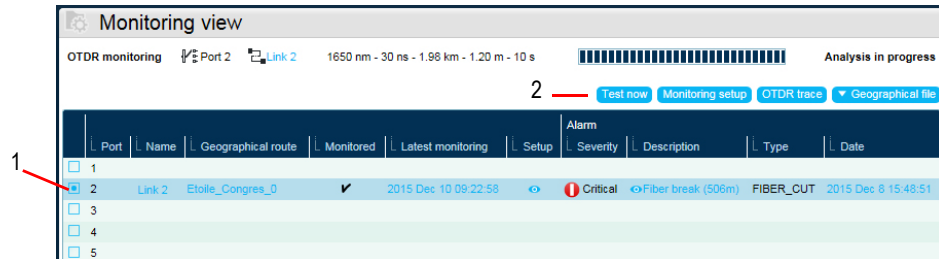 Monitoring view
OTDR monitoring Port 2 Link 2 1650 nm - 30 ns - 1.98 km - 1.20 m - 10 s Analysis in progress
2 Test now Monitoring setup OTDR trace Geographical file
Alarm
Port Name Geographical route Monitored Latest monitoring Setup Severity Description Type Date
1
1
2 Link 2 Etoile_Congres_0 2015 Dec 10 09:22:58 Critical Fiber break (506m) FIBER_CUT 2015 Dec 8 15:48:51
3
4
5